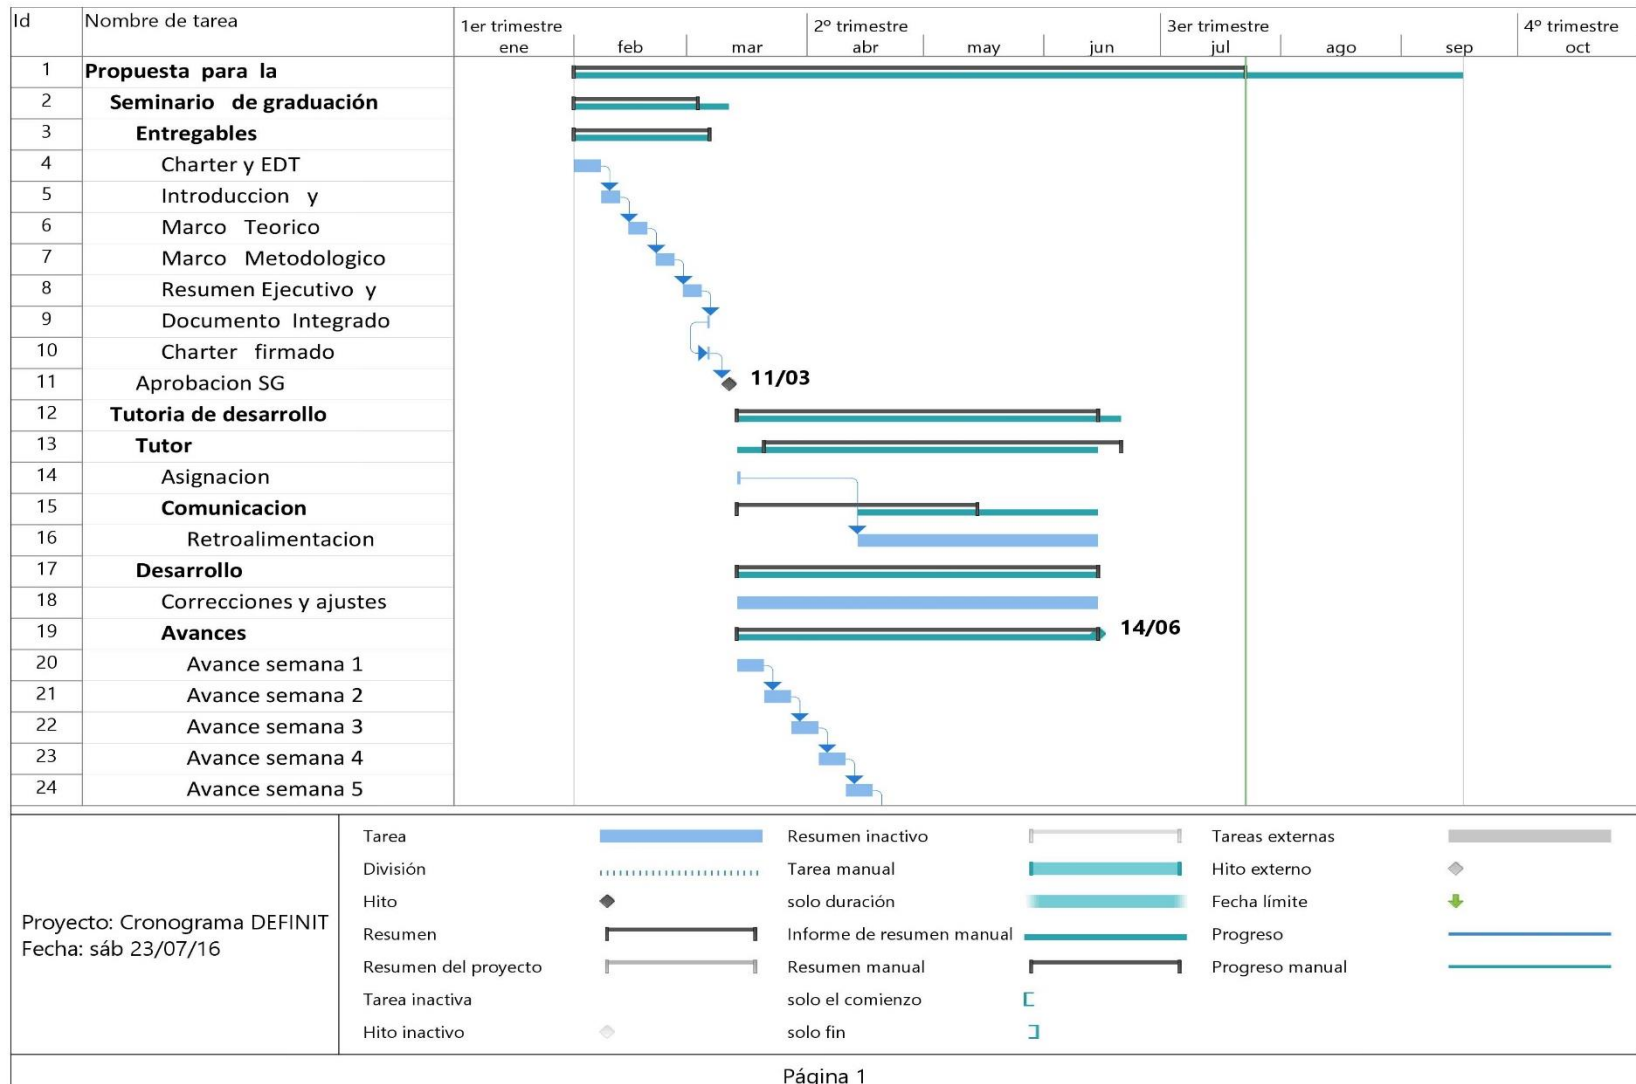 Id Nombre de tarea 1er trimestre 2º trimestre 3er trimestre 4º trimestre
ene feb mar abr may jun jul ago sep oct
1 Propuesta para la
2 Seminario de graduación
3 Entregables
4 Charter y EDT
5 Introduccion y
6 Marco Teorico
7 Marco Metodologico
8 Resumen Ejecutivo y
9 Documento Integrado
10 Charter firmado
11 Aprobacion SG 11/03
12 Tutoria de desarrollo
13 Tutor
14 Asignacion
15 Comunicacion
16 Retroalimentacion
17 Desarrollo
18 Correcciones y ajustes
19 Avances 14/06
20 Avance semana 1
21 Avance semana 2
22 Avance semana 3
23 Avance semana 4
24 Avance semana 5
Proyecto: Cronograma DEFINIT
Fecha: sáb 23/07/16
Tarea
División
Hito
Resumen
Resumen del proyecto
Tarea inactiva
Hito inactivo
Resumen inactivo
Tarea manual
solo duración
Informe de resumen manual
Resumen manual
solo el comienzo
solo fin
Tareas externas
Hito externo
Fecha límite
Progreso
Progreso manual
Página 1